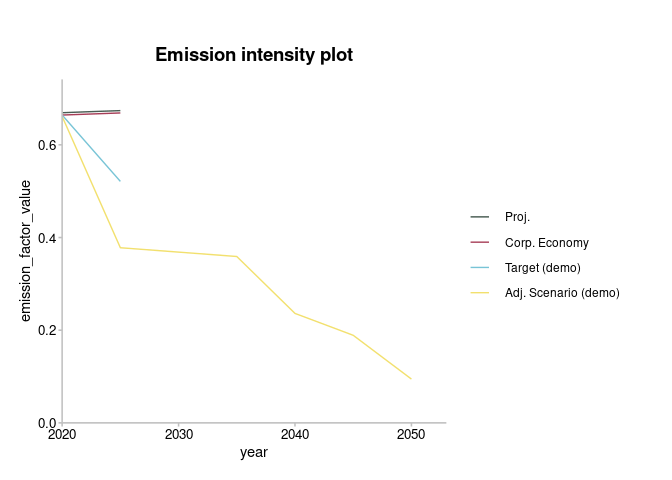 Emission intensity plot
emission_factor_value
0.6
0.4
0.2
0.0
2020
2030
2040
2050
year
Proj.
Corp. Economy
Target (demo)
Adj. Scenario (demo)